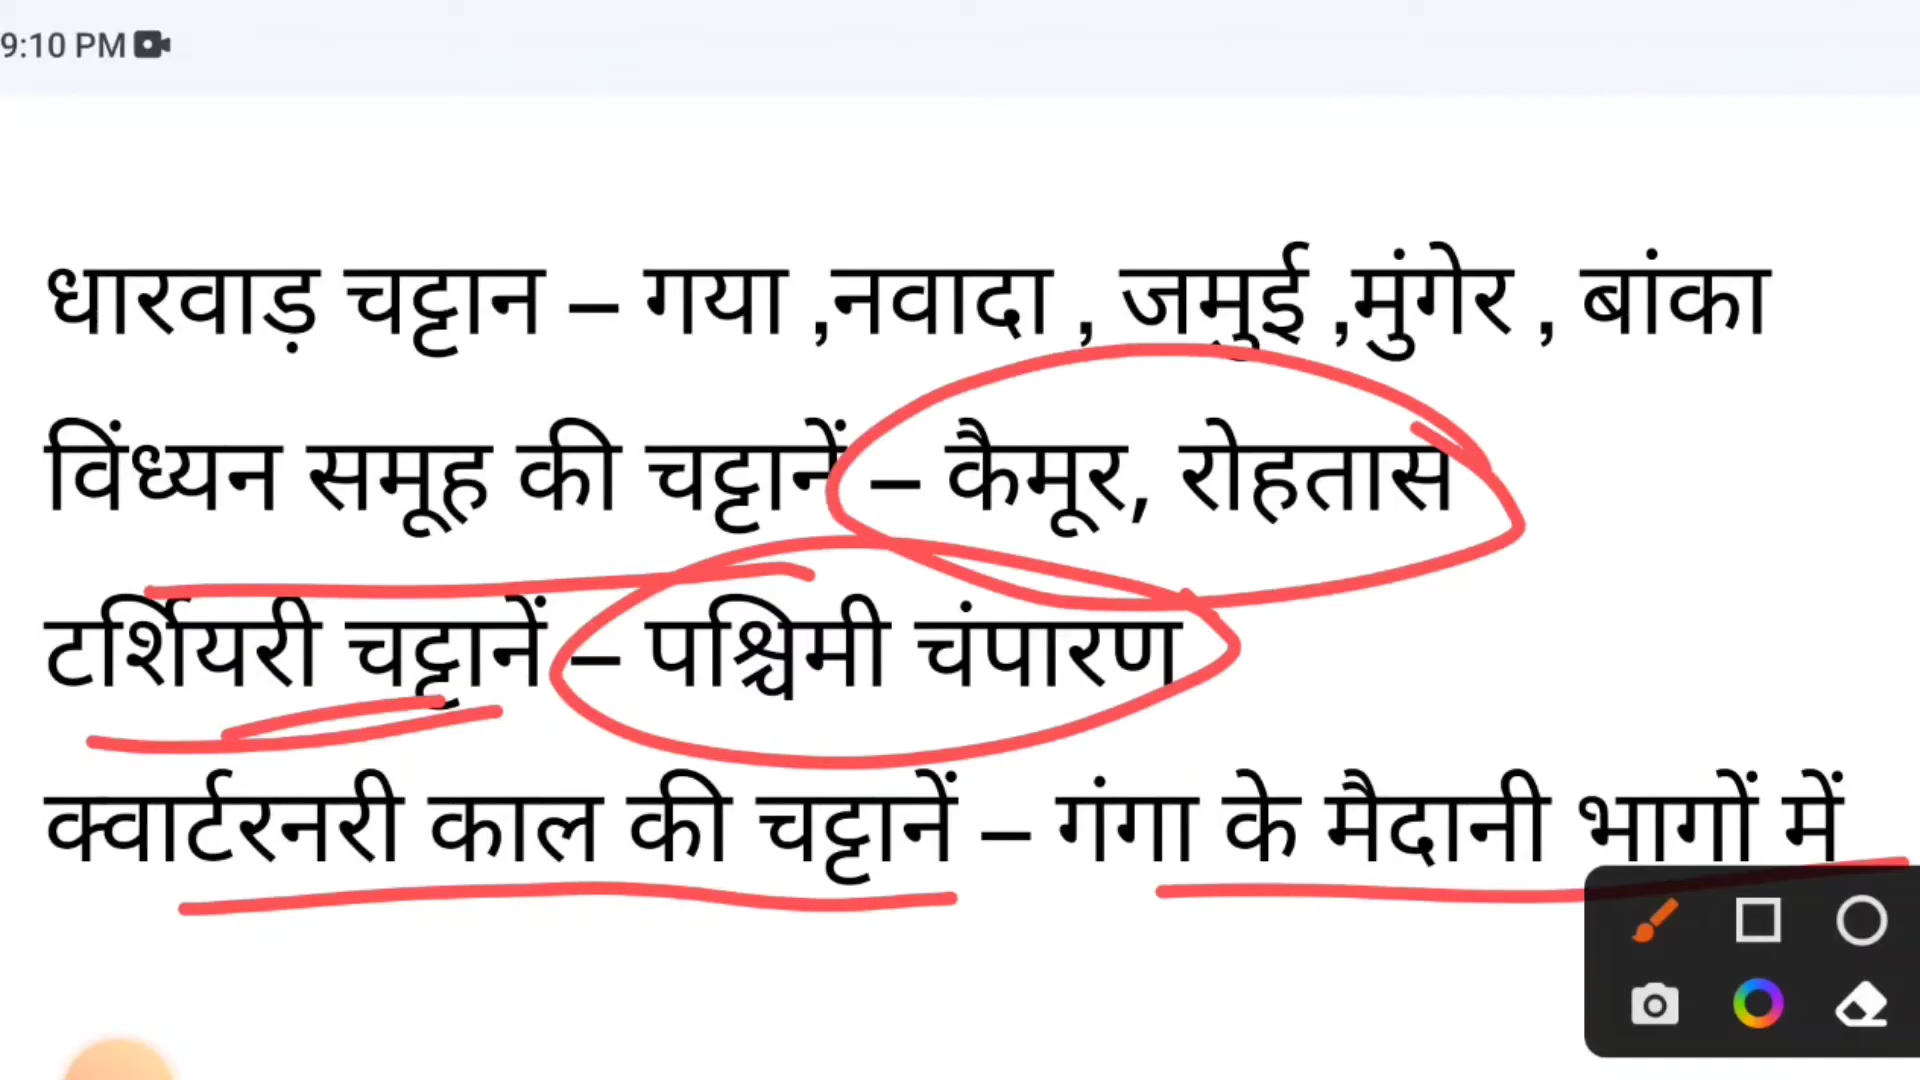 9:10 PM
धारवाड़ चट्टान – गया ,नवादा , जमुई ,मुंगेर , बांका
विंध्यन समूह की चट्टानें – कैमूर, रोहतास
टर्शियरी चट्टानें – पश्चिमी चंपारण
क्वार्टरनरी काल की चट्टानें – गंगा के मैदानी भागों में